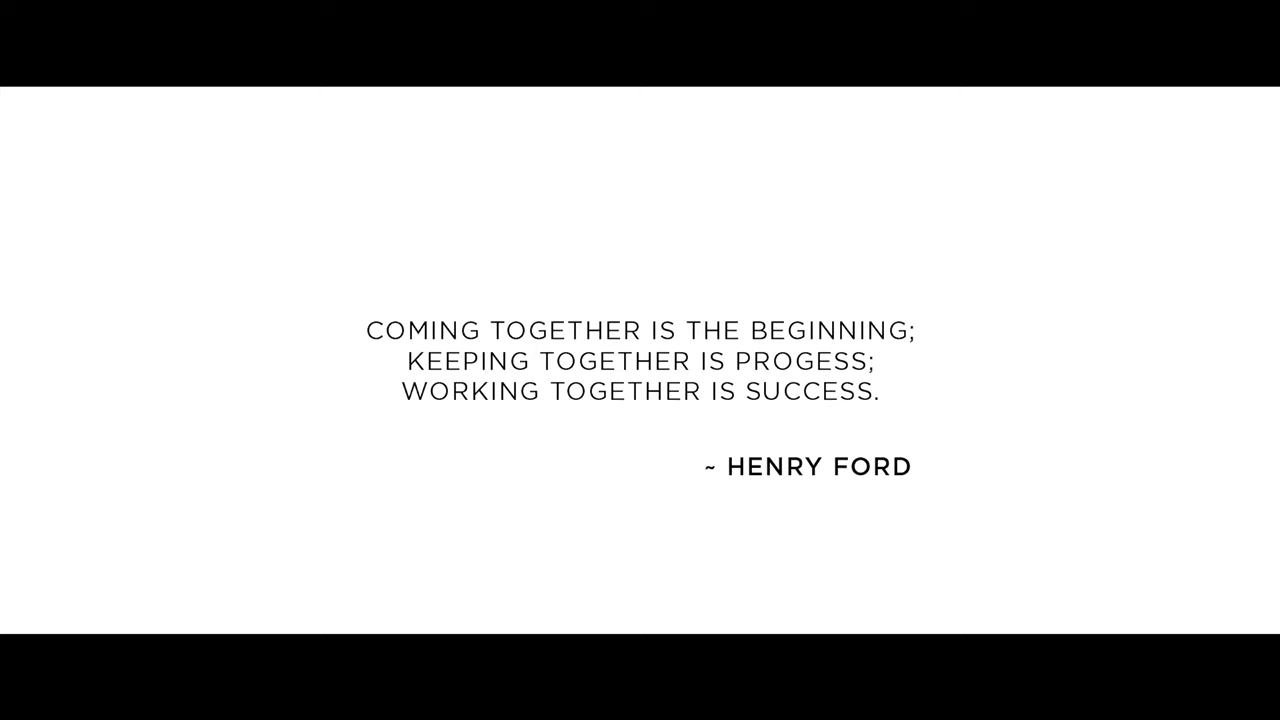 COMING TOGETHER IS THE BEGINNING;
KEEPING TOGETHER IS PROGESS;
WORKING TOGETHER IS SUCCESS.
~ HENRY FORD